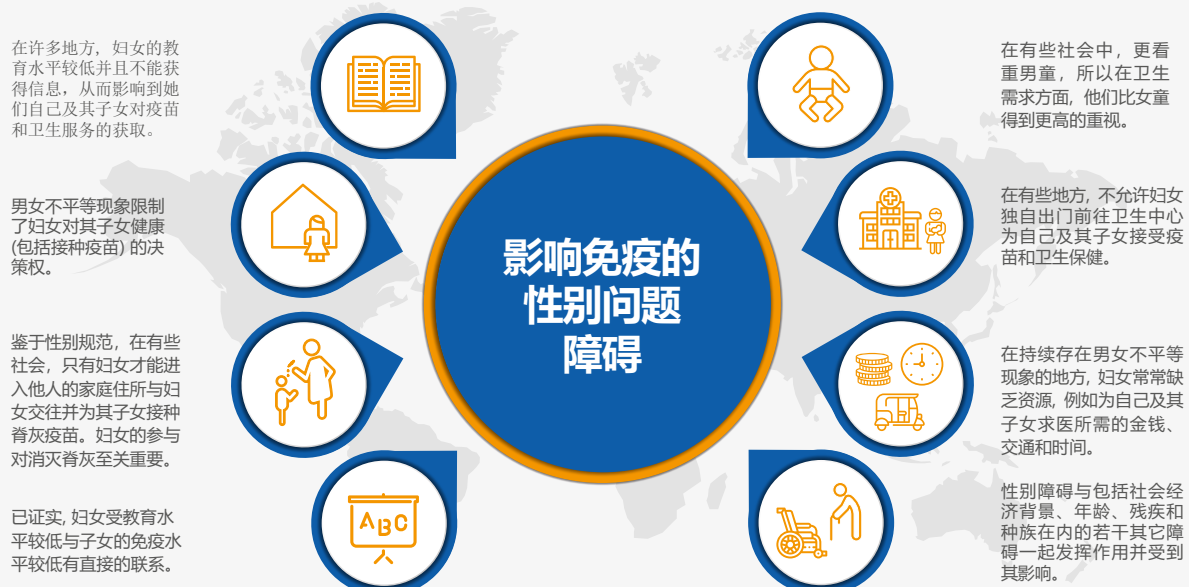 在许多地方，妇女的教
育水平较低并且不能获
得信息，从而影响到她
们自己及其子女对疫苗
和卫生服务的获取。
男女不平等现象限制
了妇女对其子女健康
(包括接种疫苗) 的决
策权。
鉴于性别规范，在有些
社会，只有妇女才能进
入他人的家庭住所与妇
女交往并为其子女接种
脊灰疫苗。妇女的参与
对消灭脊灰至关重要。
已证实, 妇女受教育水
平较低与子女的免疫水
平较低有直接的联系。
ABC
影响免疫的
性别问题
障碍
在有些社会中，更看
重男童，所以在卫生
需求方面, 他们比女童
得到更高的重视。
在有些地方, 不允许妇女
独自出门前往卫生中心
为自己及其子女接受疫
苗和卫生保健。
在持续存在男女不平等
现象的地方，妇女常常缺
乏资源, 例如为自己及其
子女求医所需的金钱、
交通和时间。
性别障碍与包括社会经
济背景、年龄、残疾和
种族在内的若干其它障
碍一起发挥作用并受到
其影响。